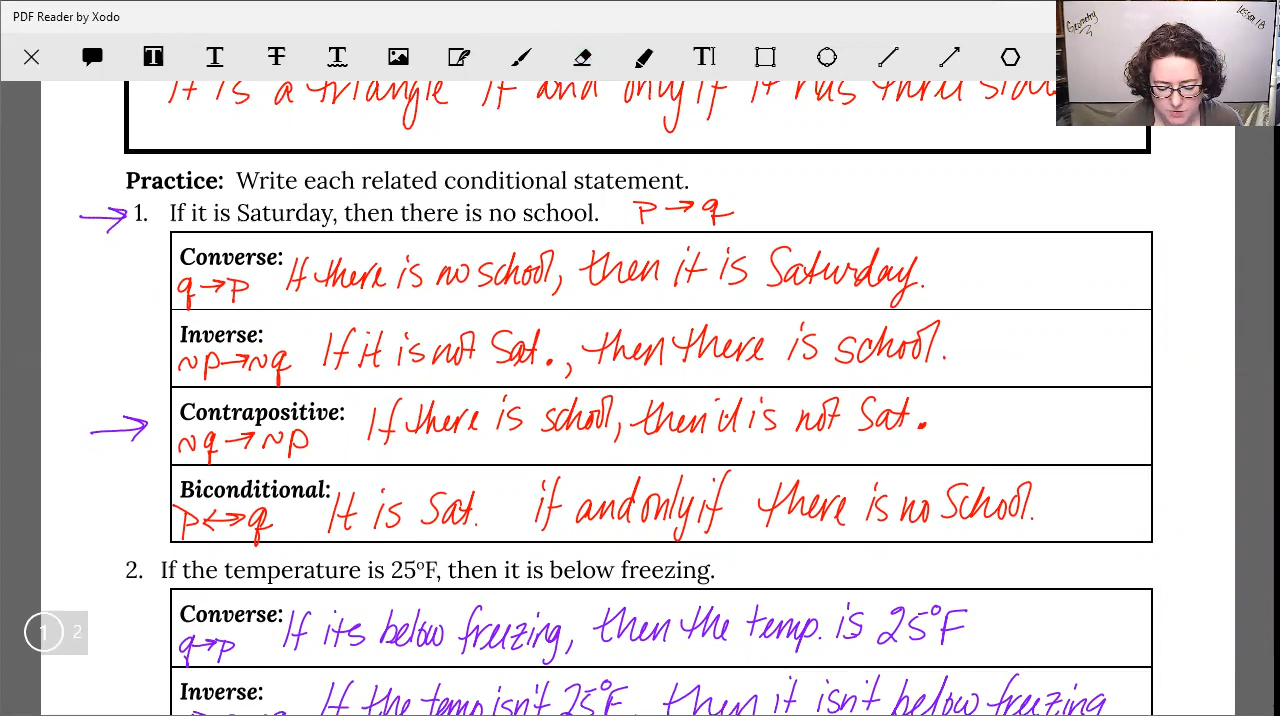 PDF Reader by Xodo
Geometry
Lesson 1B
It is a triangle if and only if it has three sides
Practice: Write each related conditional statement.
1. If it is Saturday, then there is no school. p → q
Converse: If there is no school, then it is Saturday.
q → p
Inverse: If it is not Sat., then there is school.
~p → ~q
Contrapositive: If there is school, then it is not Sat.
~q → ~p
Biconditional: It is Sat. if and only if there is no School.
p ↔ q
2. If the temperature is 25°F, then it is below freezing.
Converse: If its below freezing, then the temp. is 25°F
q → p
Inverse: If the temp isn't 25°F, then it isn't below freezing
1 2